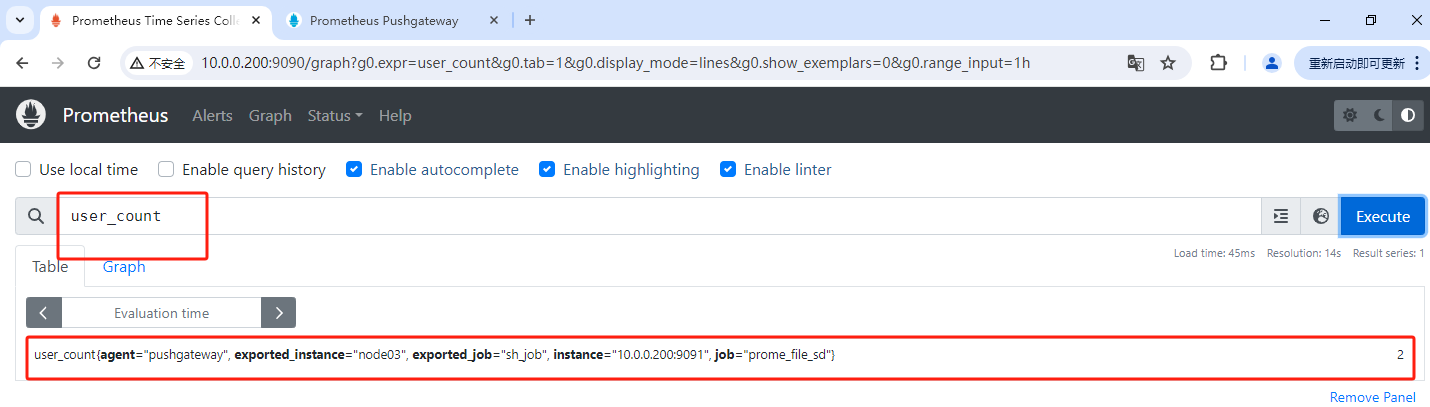 Prometheus Time Series Colle
Prometheus Pushgateway
不安全 10.0.0.200:9090/graph?g0.expr=user_count&g0.tab=1&g0.display_mode=lines&g0.show_exemplars=0&g0.range_input=1h
重新启动即可更新
Prometheus Alerts Graph Status Help
Use local time Enable query history Enable autocomplete Enable highlighting Enable linter
user_count Execute
Load time: 45ms Resolution: 14s Result series: 1
Table Graph
Evaluation time
user_count{agent="pushgateway", exported_instance="node03", exported_job="sh_job", instance="10.0.0.200:9091", job="prome_file_sd"} 2
Remove Panel